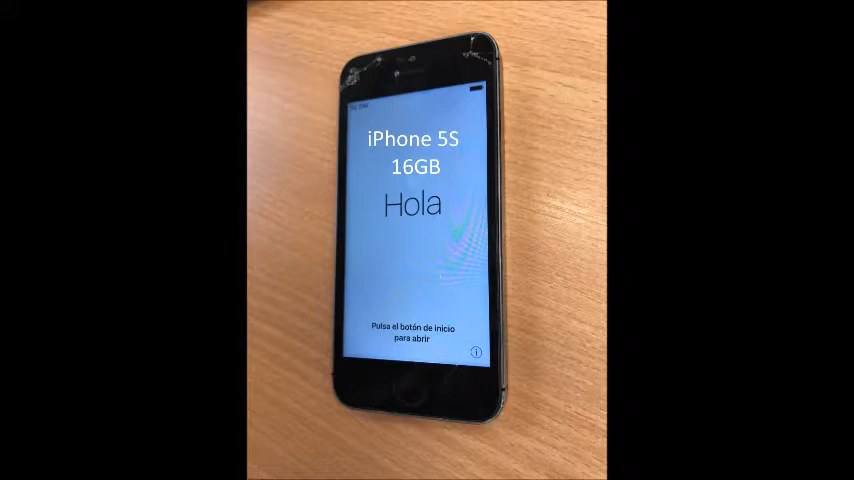 iPhone 5S
16GB
Hola
Pulsa el botón de inicio
para abrir